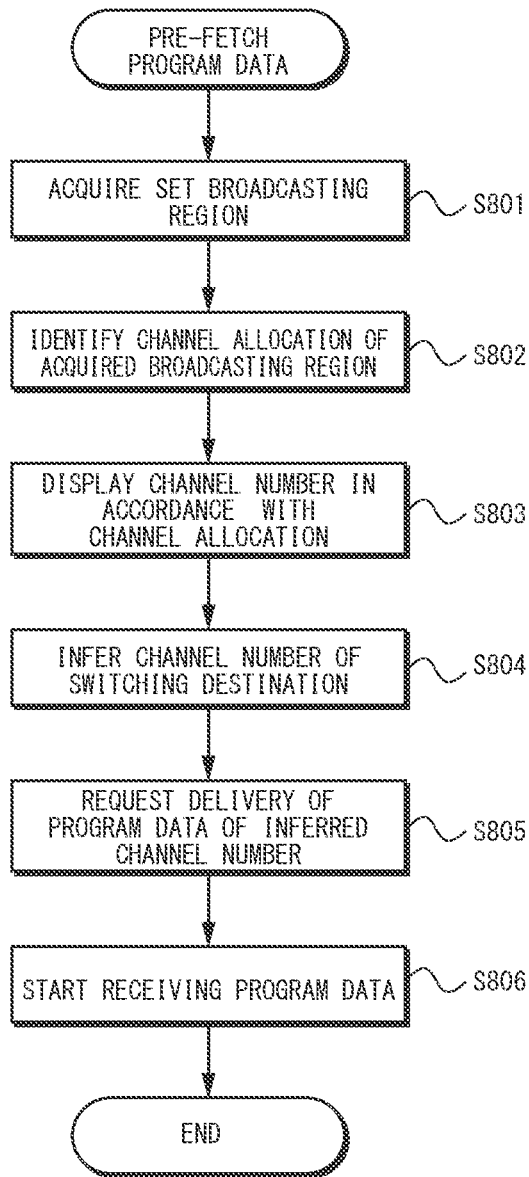 PRE-FETCH
PROGRAM DATA
ACQUIRE SET BROADCASTING
REGION
S801
IDENTIFY CHANNEL ALLOCATION OF
ACQUIRED BROADCASTING REGION
S802
DISPLAY CHANNEL NUMBER IN
ACCORDANCE WITH
CHANNEL ALLOCATION
S803
INFER CHANNEL NUMBER OF
SWITCHING DESTINATION
S804
REQUEST DELIVERY OF
PROGRAM DATA OF INFERRED
CHANNEL NUMBER
S805
START RECEIVING PROGRAM DATA
S806
END